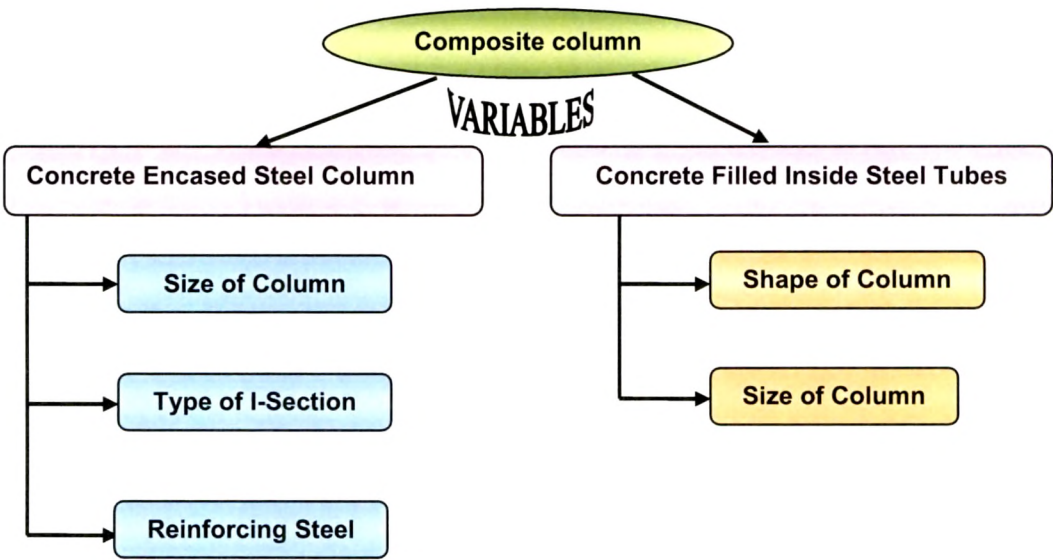 Composite column
VARIABLES
Concrete Encased Steel Column
Concrete Filled Inside Steel Tubes
Size of Column
Shape of Column
Type of I-Section
Size of Column
Reinforcing Steel